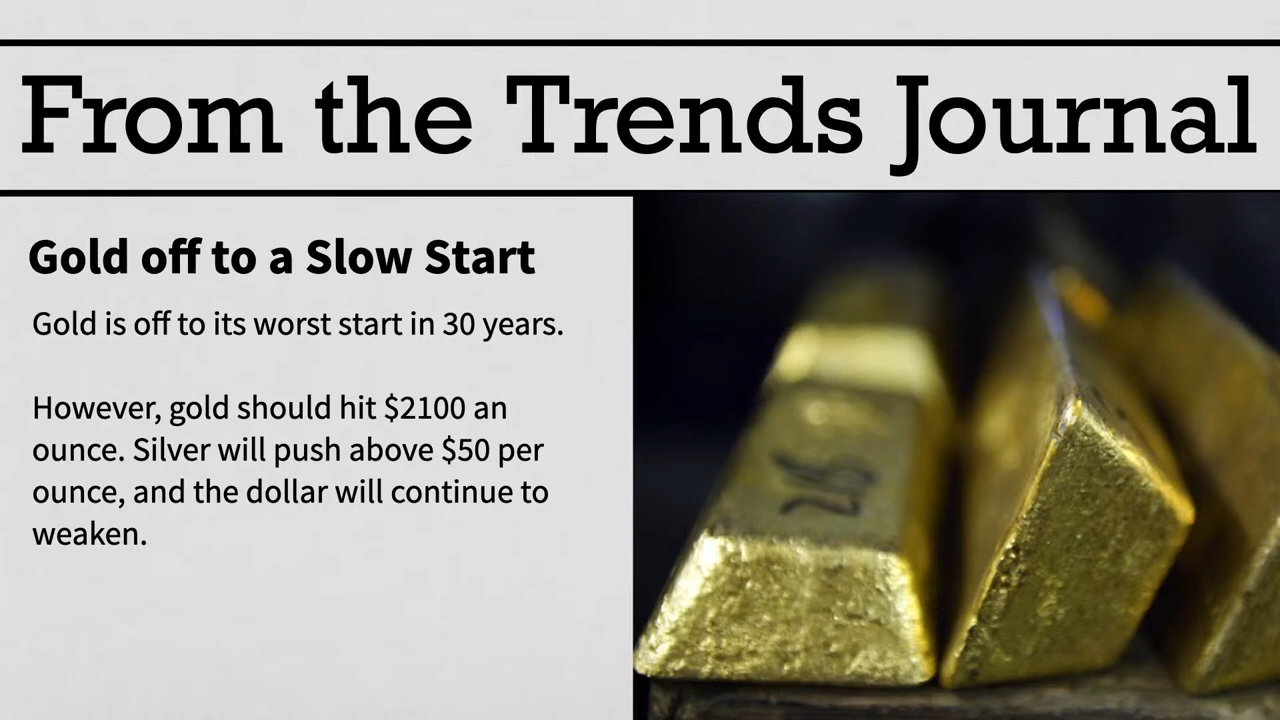 From the Trends Journal
Gold off to a Slow Start
Gold is off to its worst start in 30 years.
However, gold should hit $2100 an
ounce. Silver will push above $50 per
ounce, and the dollar will continue to
weaken.